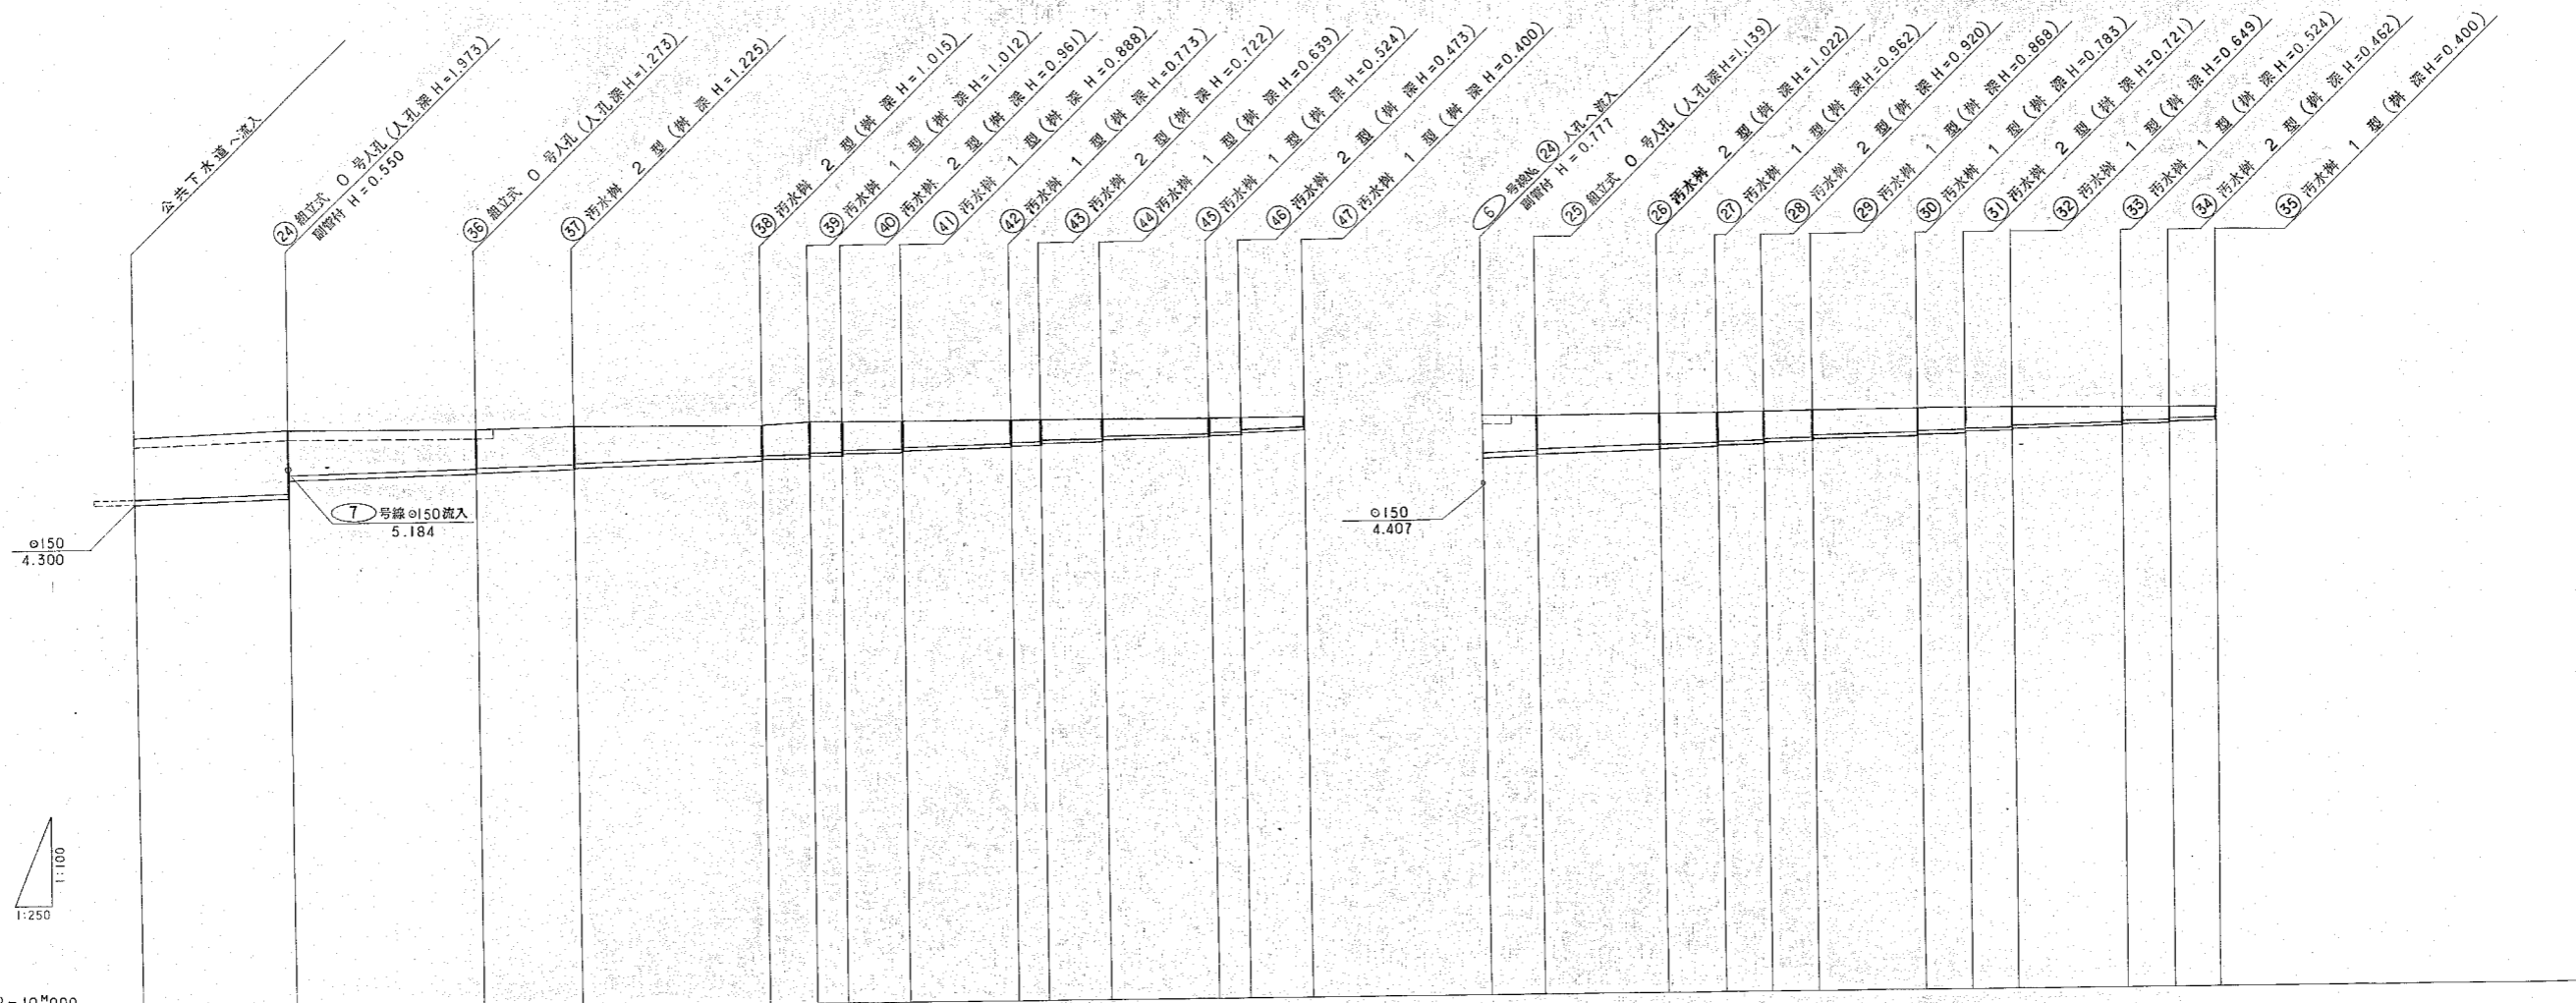 公共下水道へ流入
㉔ 組立式 0 号人孔 (人孔深 H=1.973)
副管付 H=0.550
㊱ 組立式 0 号人孔 (人孔深 H=1.273)
㊲ 汚水桝 2 型 (桝 深 H=1.225)
㊳ 汚水桝 2 型 (桝 深 H=1.015)
㊴ 汚水桝 1 型 (桝 深 H=1.012)
㊵ 汚水桝 2 型 (桝 深 H=0.961)
㊶ 汚水桝 1 型 (桝 深 H=0.888)
㊷ 汚水桝 1 型 (桝 深 H=0.773)
㊸ 汚水桝 2 型 (桝 深 H=0.722)
㊹ 汚水桝 1 型 (桝 深 H=0.639)
㊺ 汚水桝 1 型 (桝 深 H=0.524)
㊻ 汚水桝 2 型 (桝 深 H=0.473)
㊼ 汚水桝 1 型 (桝 深 H=0.400)
6 号線№ ㉔ 人孔へ流入
副管付 H=0.777
㉕ 組立式 0 号人孔 (人孔深 H=1.139)
㉖ 汚水桝 2 型 (桝 深 H=1.022)
㉗ 汚水桝 1 型 (桝 深 H=0.962)
㉘ 汚水桝 2 型 (桝 深 H=0.920)
㉙ 汚水桝 1 型 (桝 深 H=0.868)
㉚ 汚水桝 1 型 (桝 深 H=0.783)
㉛ 汚水桝 2 型 (桝 深 H=0.721)
㉜ 汚水桝 1 型 (桝 深 H=0.649)
㉝ 汚水桝 1 型 (桝 深 H=0.524)
㉞ 汚水桝 2 型 (桝 深 H=0.462)
㉟ 汚水桝 1 型 (桝 深 H=0.400)
7 号線⊙150流入
5.184
⊙150
4.300
⊙150
4.407
1:100
1:250